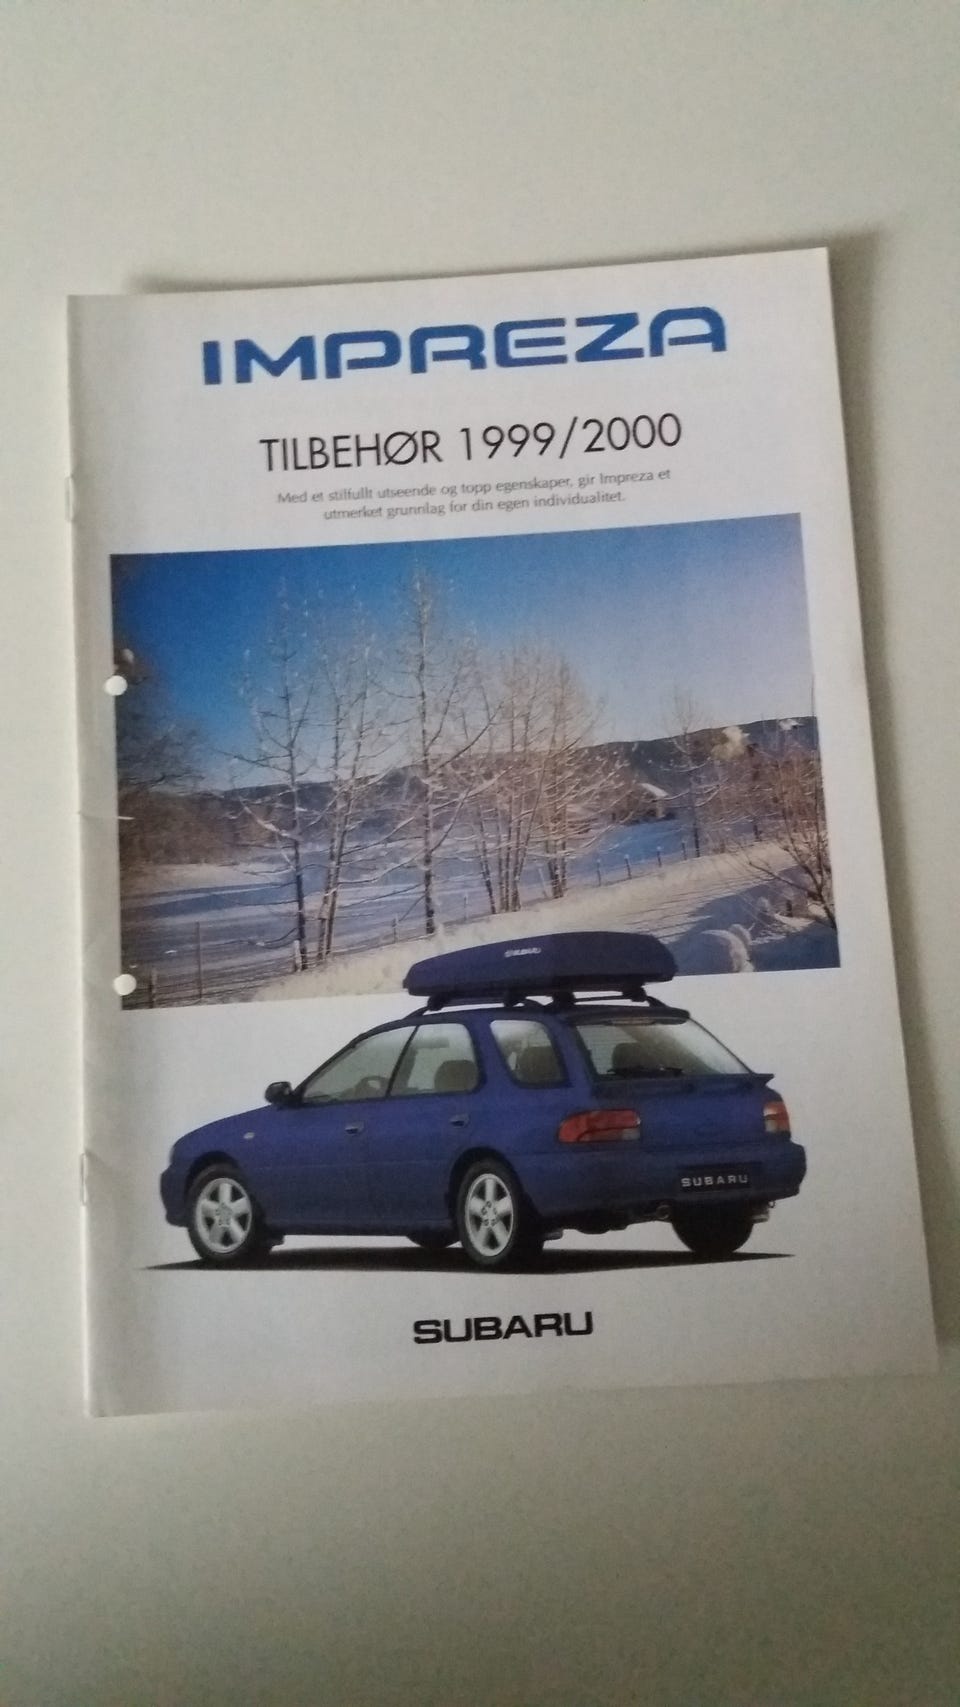 IMPREZA
TILBEHØR 1999/2000
Med et stilfullt utseende og topp egenskaper, gir Impreza et
utmerket grunnlag for din egen individualitet.
SUBARU
SUBARU
SUBARU